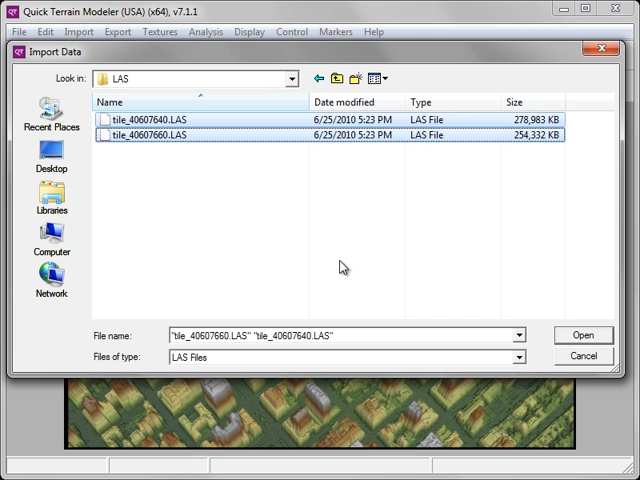 QT Quick Terrain Modeler (USA) (x64), v7.1.1
File Edit Import Export Textures Analysis Display Control Markers Help
QT Import Data
Look in: LAS
Name Date modified Type Size
tile_40607640.LAS 6/25/2010 5:23 PM LAS File 278,983 KB
tile_40607660.LAS 6/25/2010 5:23 PM LAS File 254,332 KB
Recent Places
Desktop
Libraries
Computer
Network
File name: "tile_40607660.LAS" "tile_40607640.LAS" Open
Files of type: LAS Files Cancel